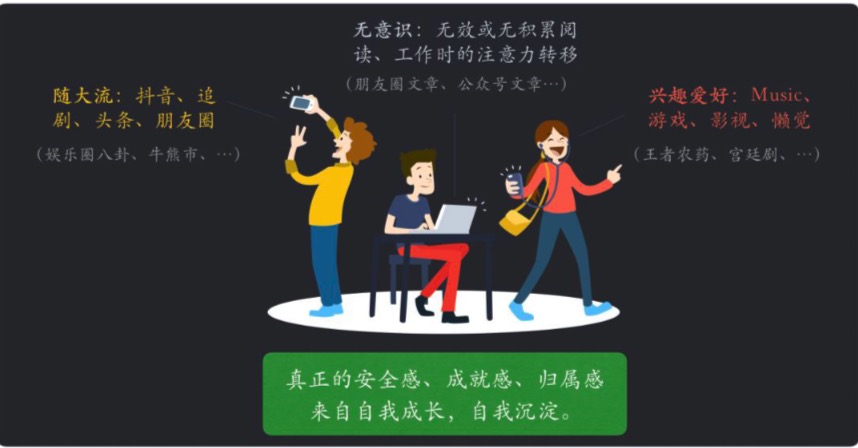 无意识：无效或无积累阅
读、工作时的注意力转移
（朋友圈文章、公众号文章…）
随大流：抖音、追
剧、头条、朋友圈
（娱乐圈八卦、牛熊市、…）
兴趣爱好：Music、
游戏、影视、懒觉
（王者农药、宫廷剧、…）
真正的安全感、成就感、归属感
来自自我成长，自我沉淀。